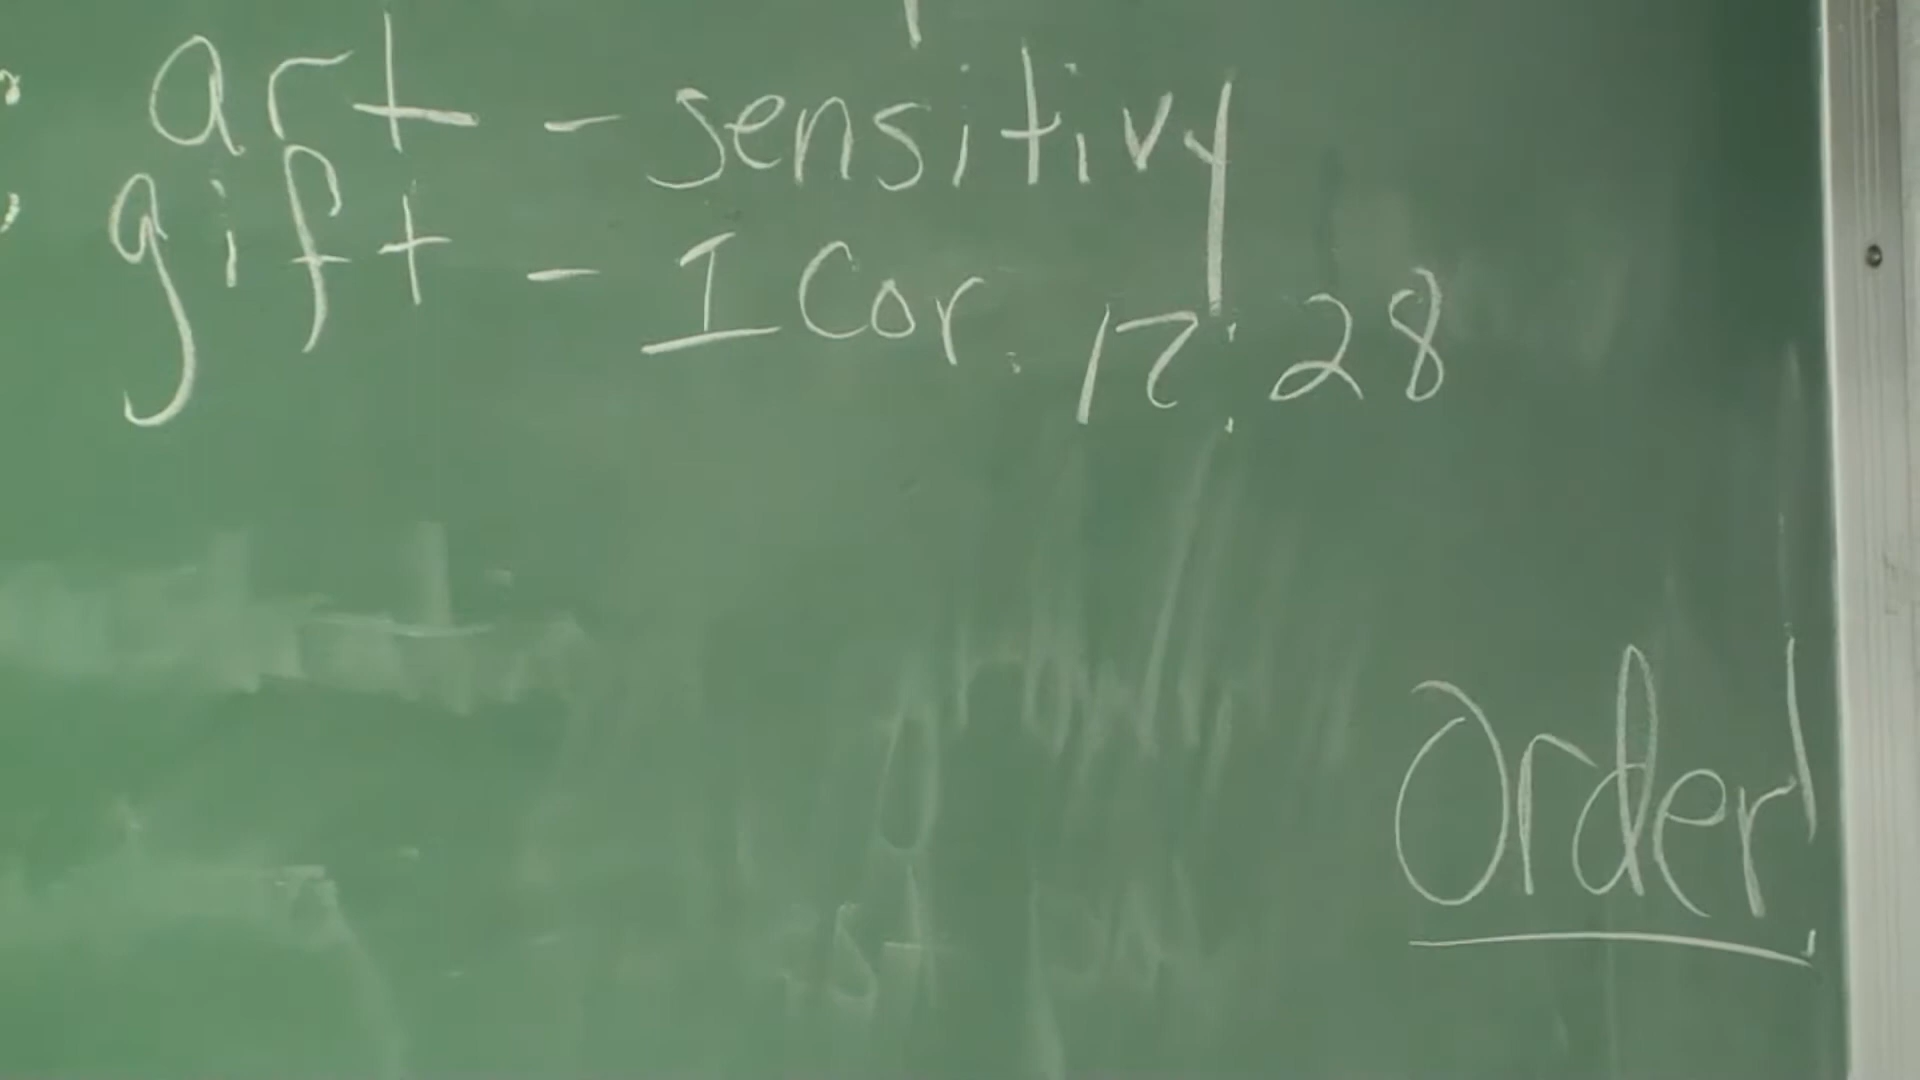 art - sensitivy
gift - I Cor. 12:28
Order!